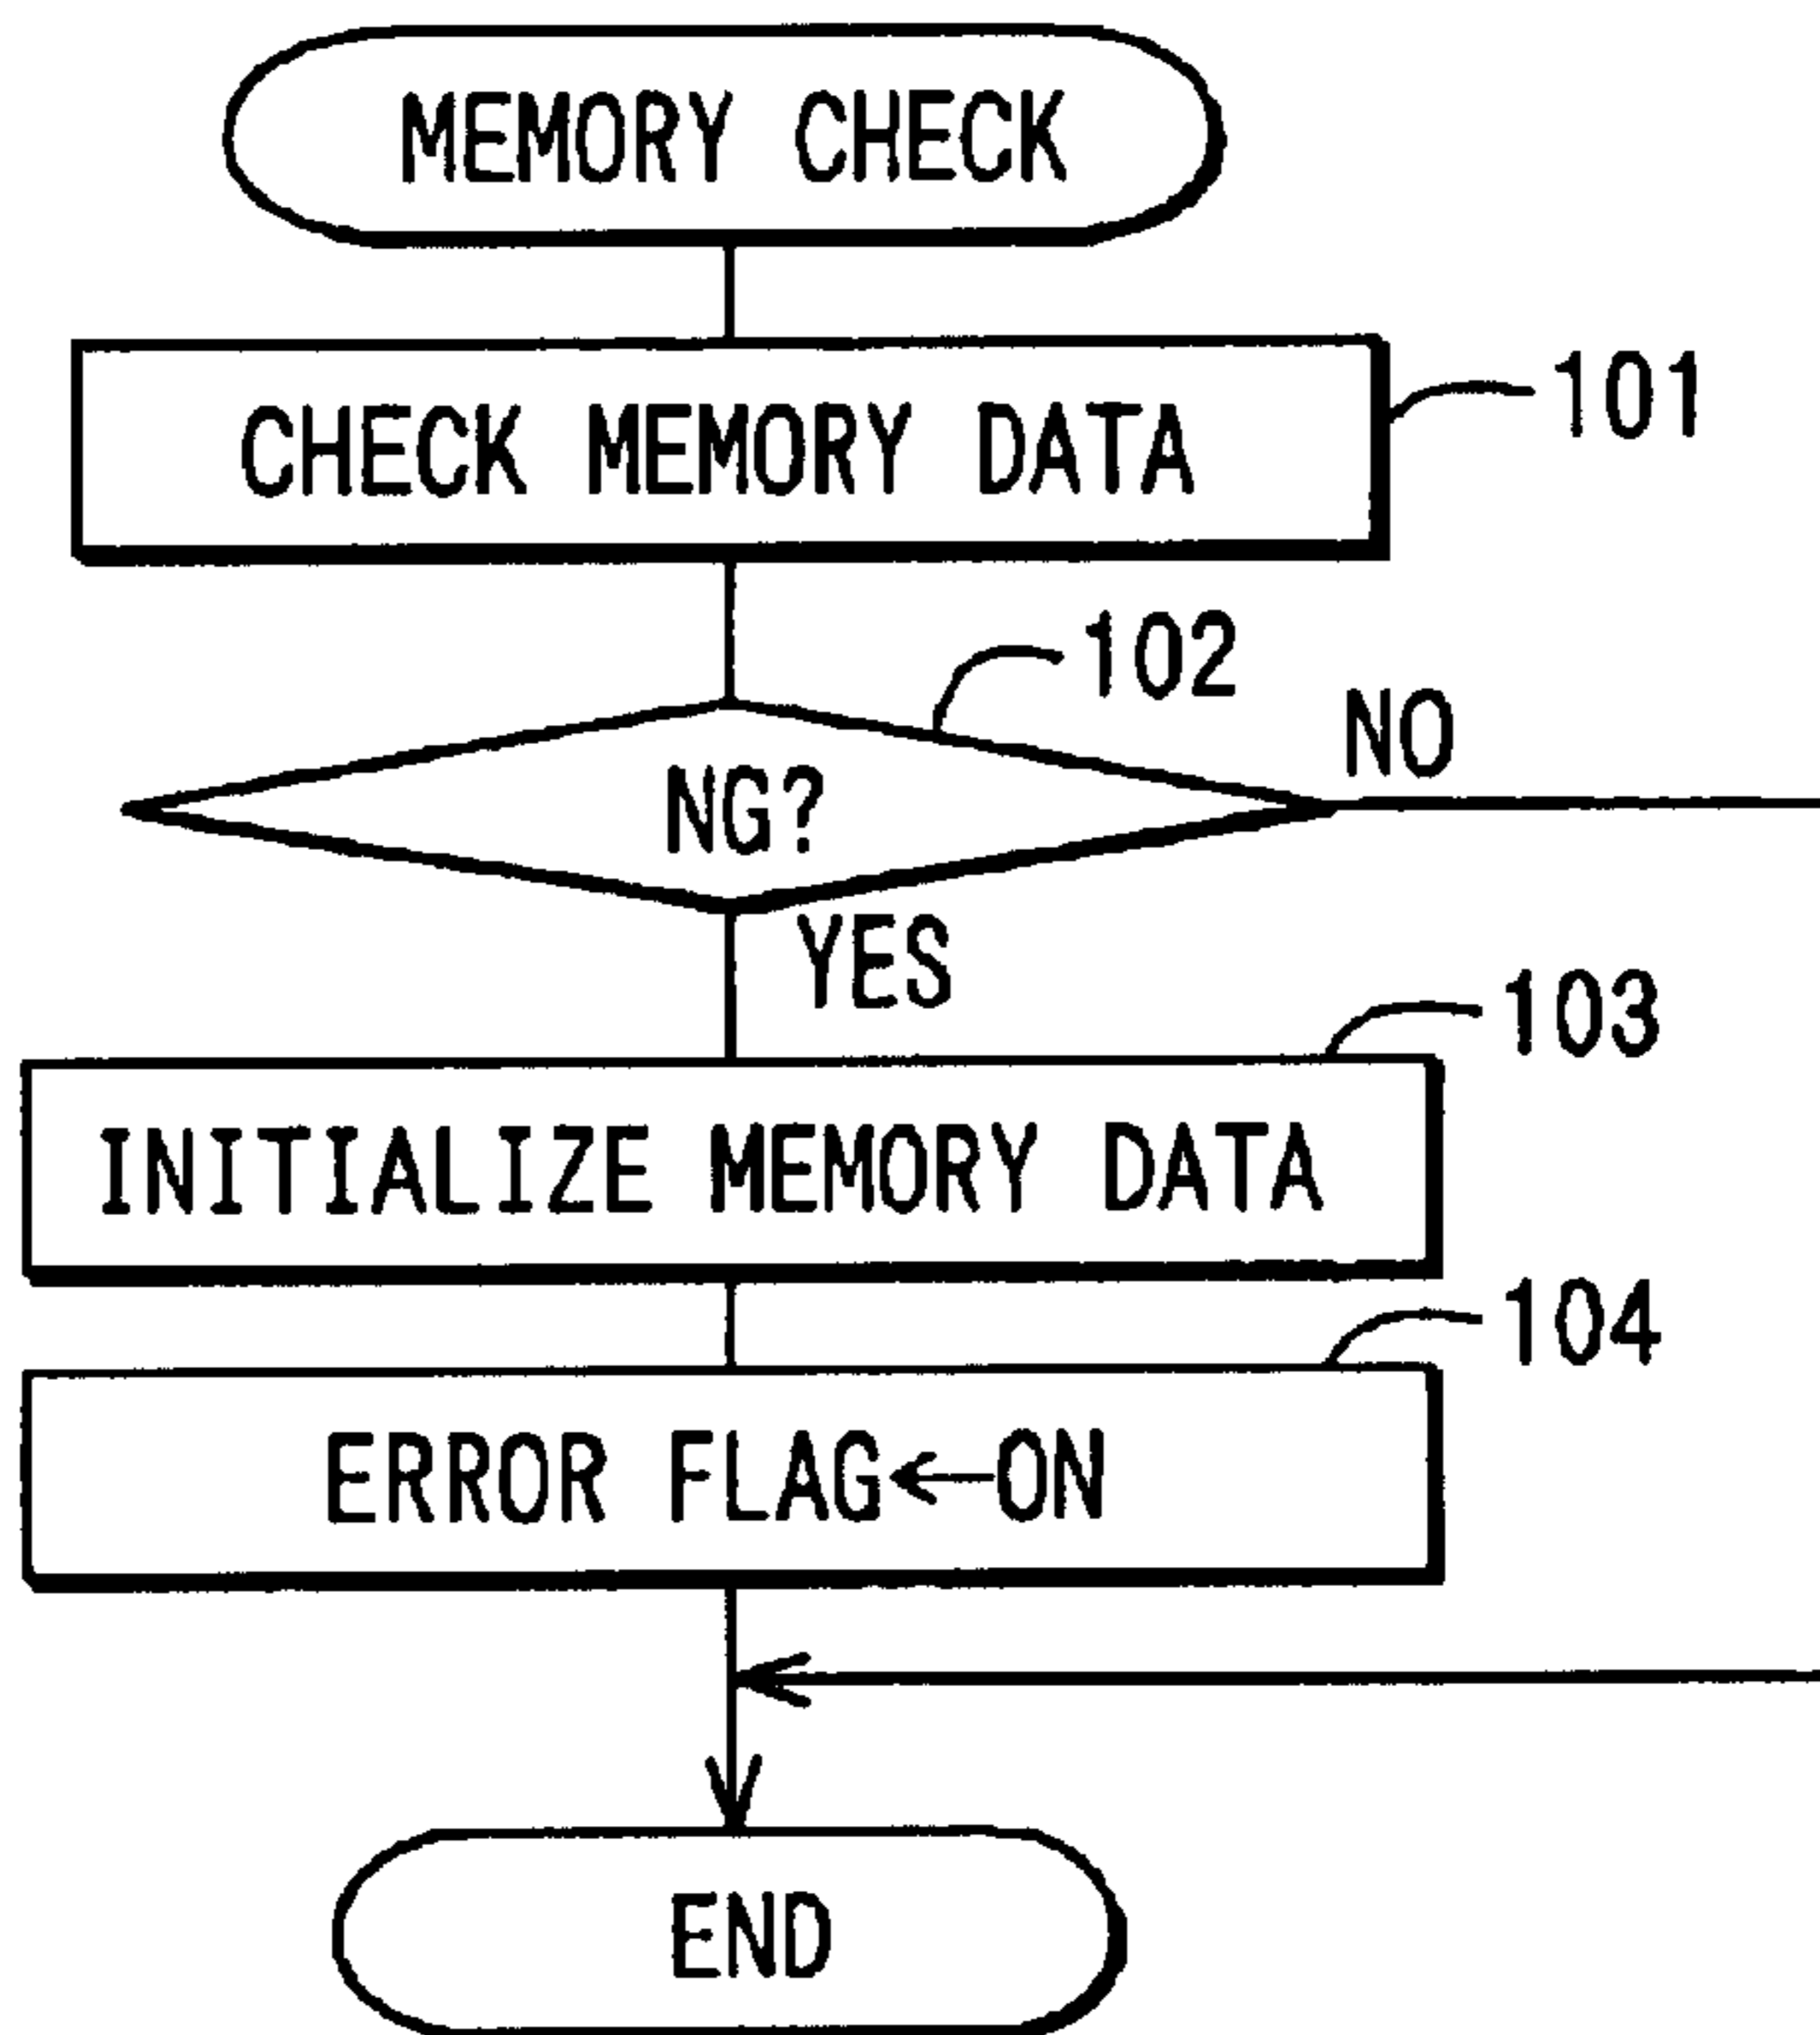 MEMORY CHECK
CHECK MEMORY DATA
101
102
NG?
NO
YES
103
INITIALIZE MEMORY DATA
104
ERROR FLAG←ON
END